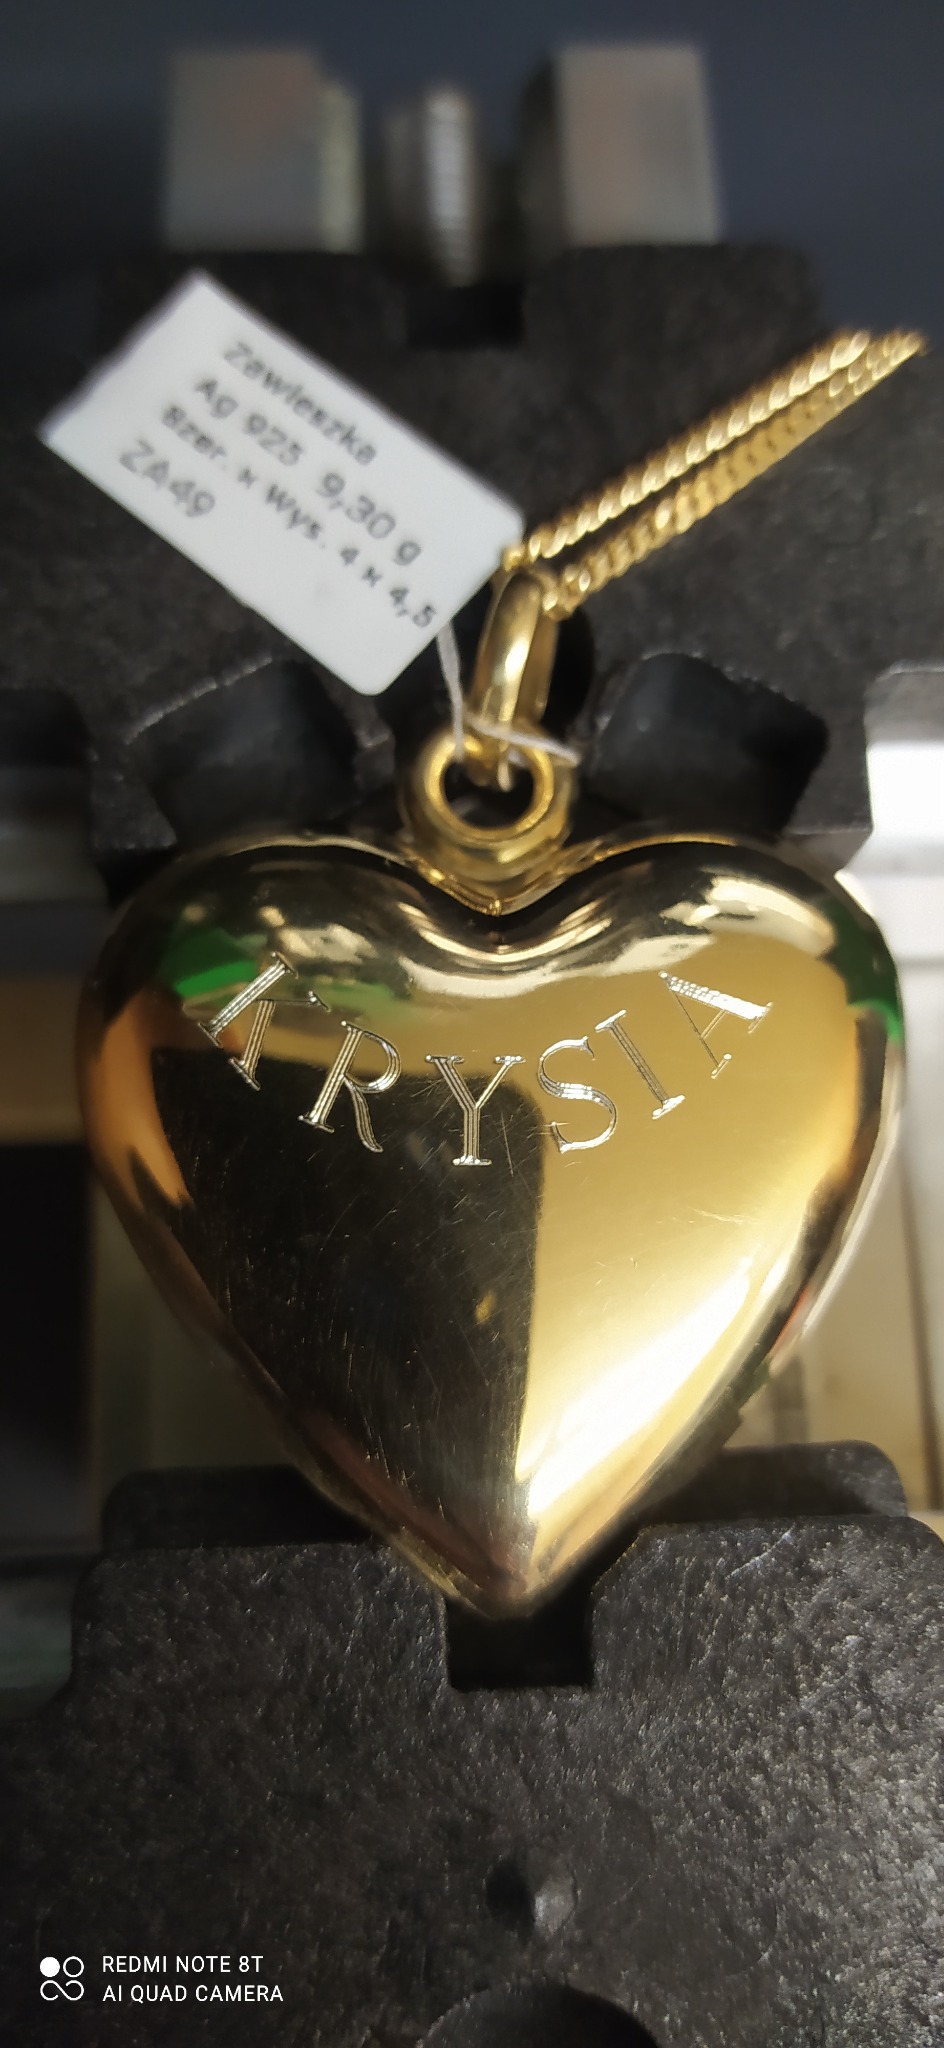 Zawieszka
Ag 925 9,30 g
Szer. x wys. 4 x 4,5
ZA49
KRYSIA
REDMI NOTE 8T
AI QUAD CAMERA